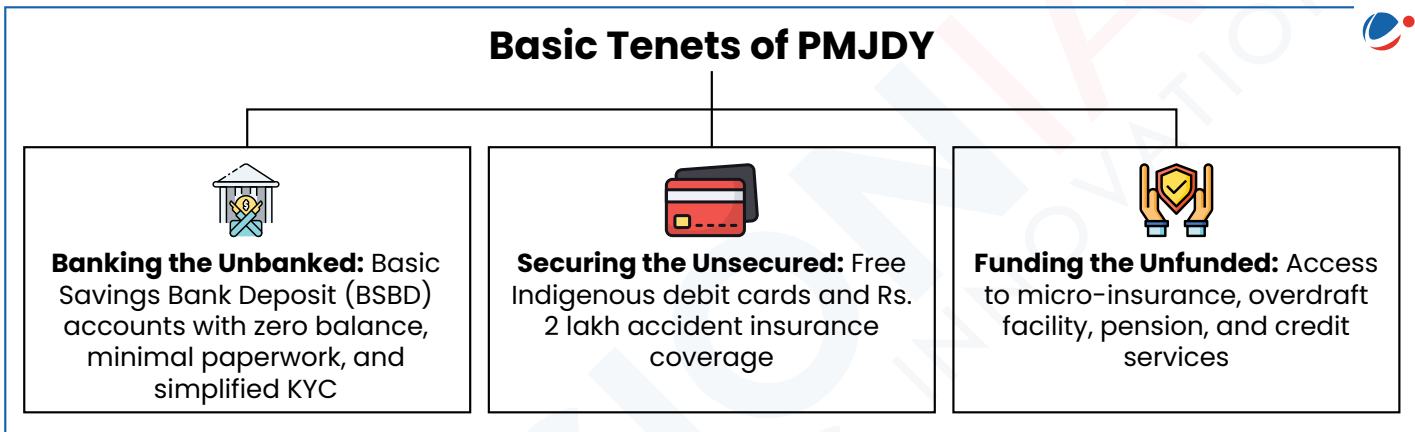 Basic Tenets of PMJDY
Banking the Unbanked: Basic
Savings Bank Deposit (BSBD)
accounts with zero balance,
minimal paperwork, and
simplified KYC
Securing the Unsecured: Free
Indigenous debit cards and Rs.
2 lakh accident insurance
coverage
Funding the Unfunded: Access
to micro-insurance, overdraft
facility, pension, and credit
services